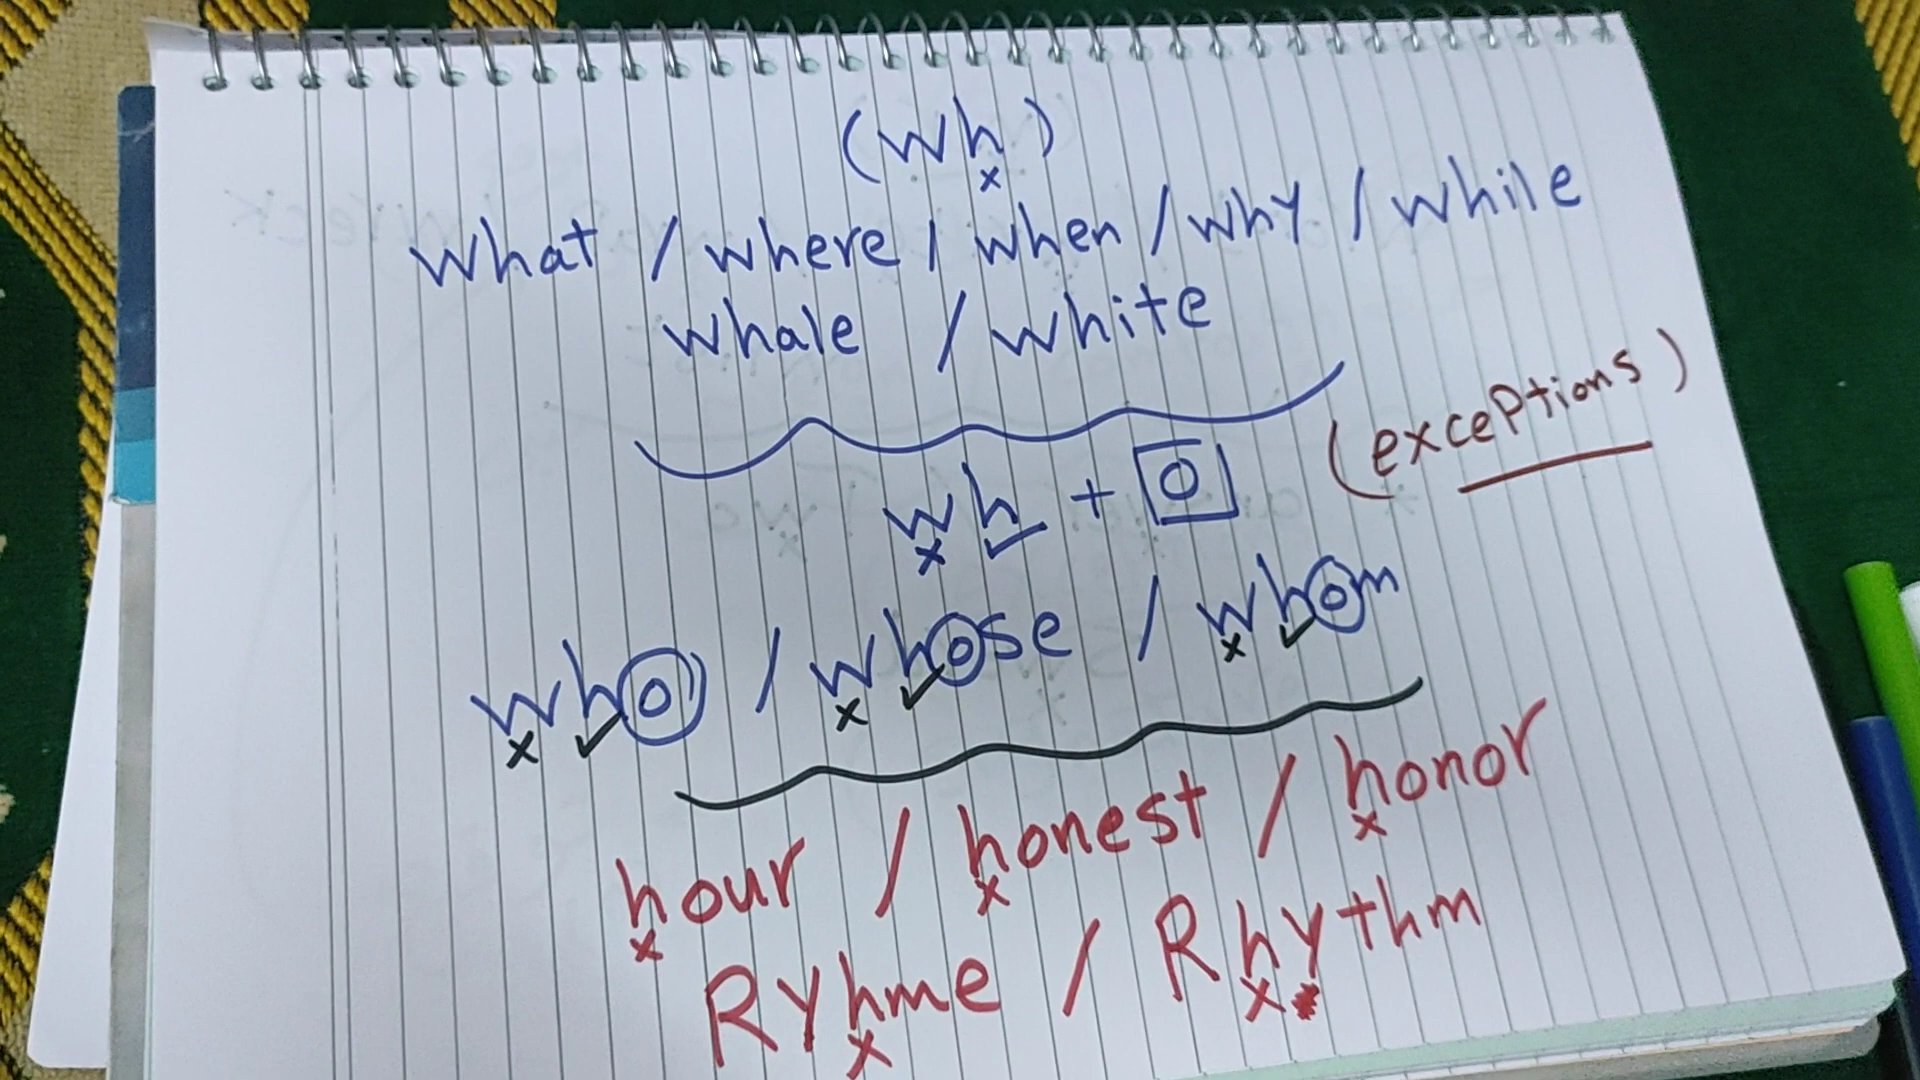 (wh)
x
what / where / when / why / while
whale / white
(exceptions)
wh + o
x ✓
who / whose / whom
x ✓ x ✓ x ✓
hour / honest / honor
x x x
Ryhme / Rhythm
x x